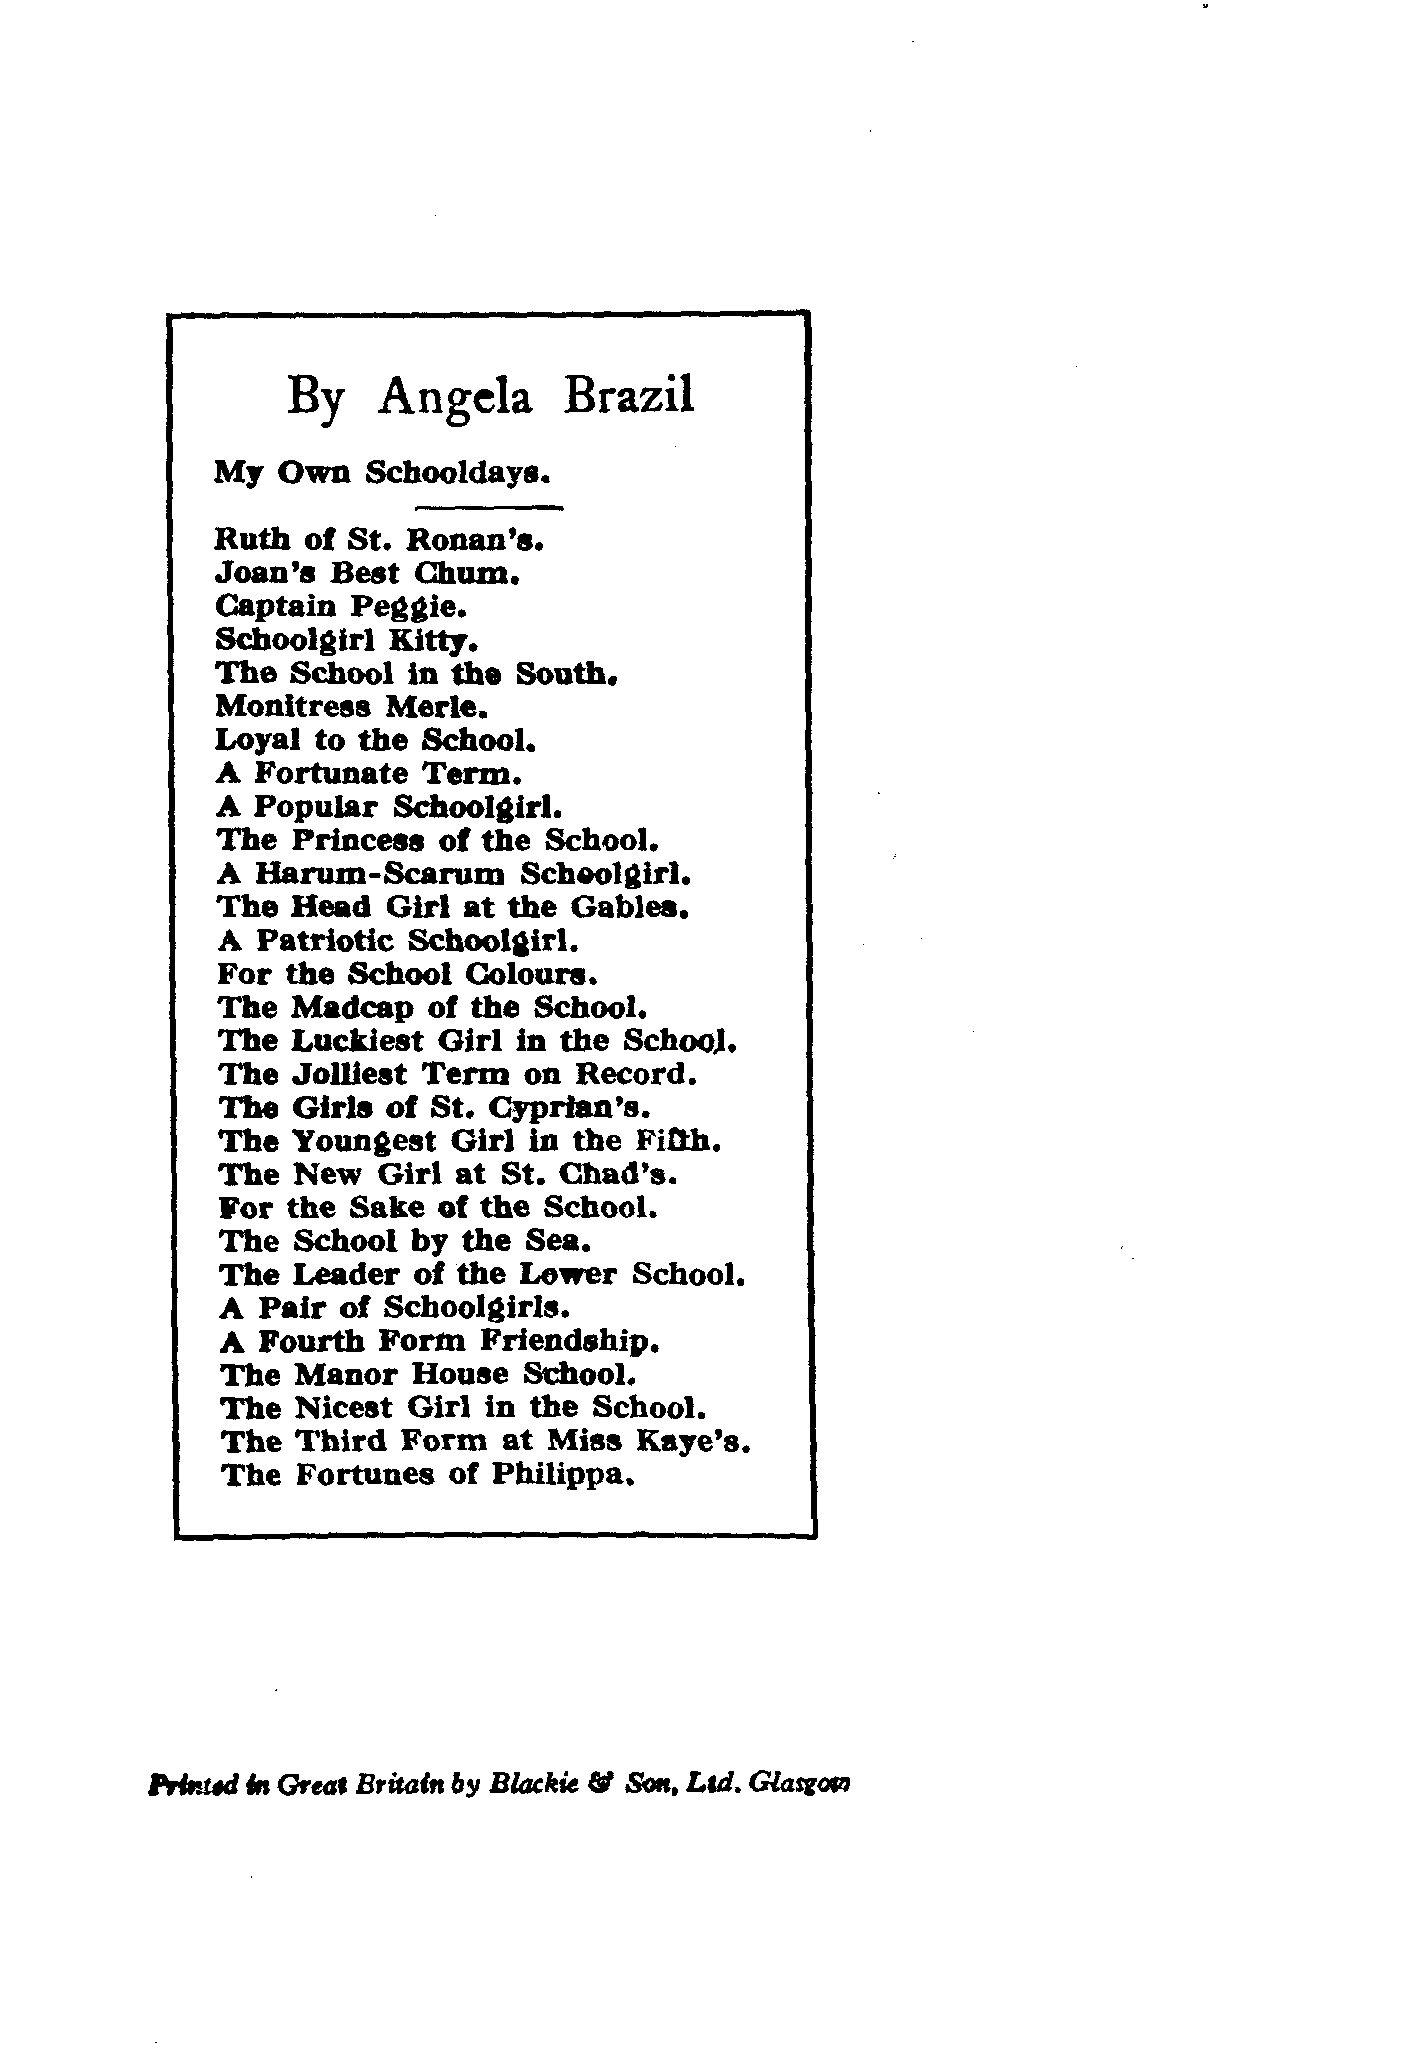 By Angela Brazil
My Own Schooldays.
Ruth of St. Ronan's.
Joan's Best Chum.
Captain Peggie.
Schoolgirl Kitty.
The School in the South.
Monitress Merle.
Loyal to the School.
A Fortunate Term.
A Popular Schoolgirl.
The Princess of the School.
A Harum-Scarum Schoolgirl.
The Head Girl at the Gables.
A Patriotic Schoolgirl.
For the School Colours.
The Madcap of the School.
The Luckiest Girl in the School.
The Jolliest Term on Record.
The Girls of St. Cyprian's.
The Youngest Girl in the Fifth.
The New Girl at St. Chad's.
For the Sake of the School.
The School by the Sea.
The Leader of the Lower School.
A Pair of Schoolgirls.
A Fourth Form Friendship.
The Manor House School.
The Nicest Girl in the School.
The Third Form at Miss Kaye's.
The Fortunes of Philippa.
Printed in Great Britain by Blackie & Son, Ltd. Glasgow